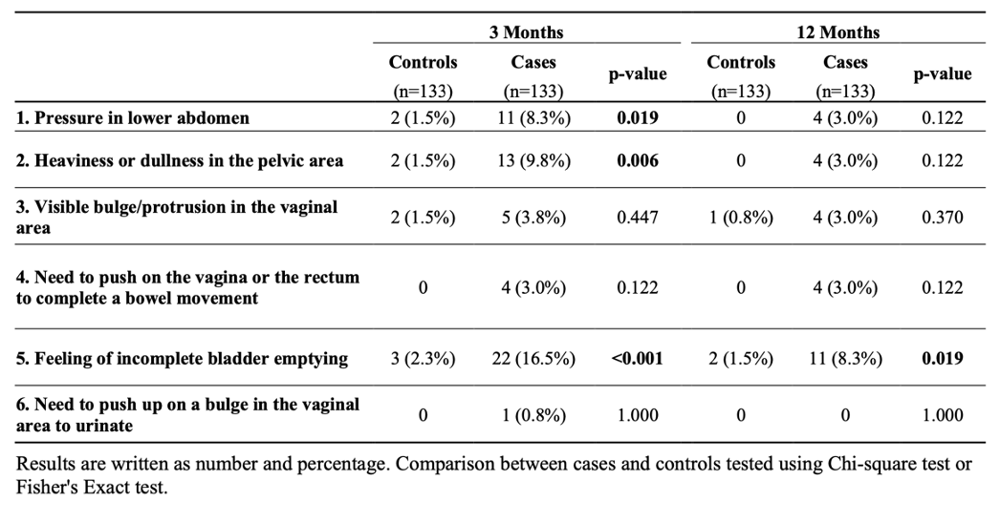 3 Months 12 Months
Controls Cases p-value Controls Cases p-value
(n=133) (n=133) (n=133) (n=133)
1. Pressure in lower abdomen 2 (1.5%) 11 (8.3%) 0.019 0 4 (3.0%) 0.122
2. Heaviness or dullness in the pelvic area 2 (1.5%) 13 (9.8%) 0.006 0 4 (3.0%) 0.122
3. Visible bulge/protrusion in the vaginal
area 2 (1.5%) 5 (3.8%) 0.447 1 (0.8%) 4 (3.0%) 0.370
4. Need to push on the vagina or the rectum
to complete a bowel movement 0 4 (3.0%) 0.122 0 4 (3.0%) 0.122
5. Feeling of incomplete bladder emptying 3 (2.3%) 22 (16.5%) <0.001 2 (1.5%) 11 (8.3%) 0.019
6. Need to push up on a bulge in the vaginal
area to urinate 0 1 (0.8%) 1.000 0 0 1.000
Results are written as number and percentage. Comparison between cases and controls tested using Chi-square test or
Fisher's Exact test.